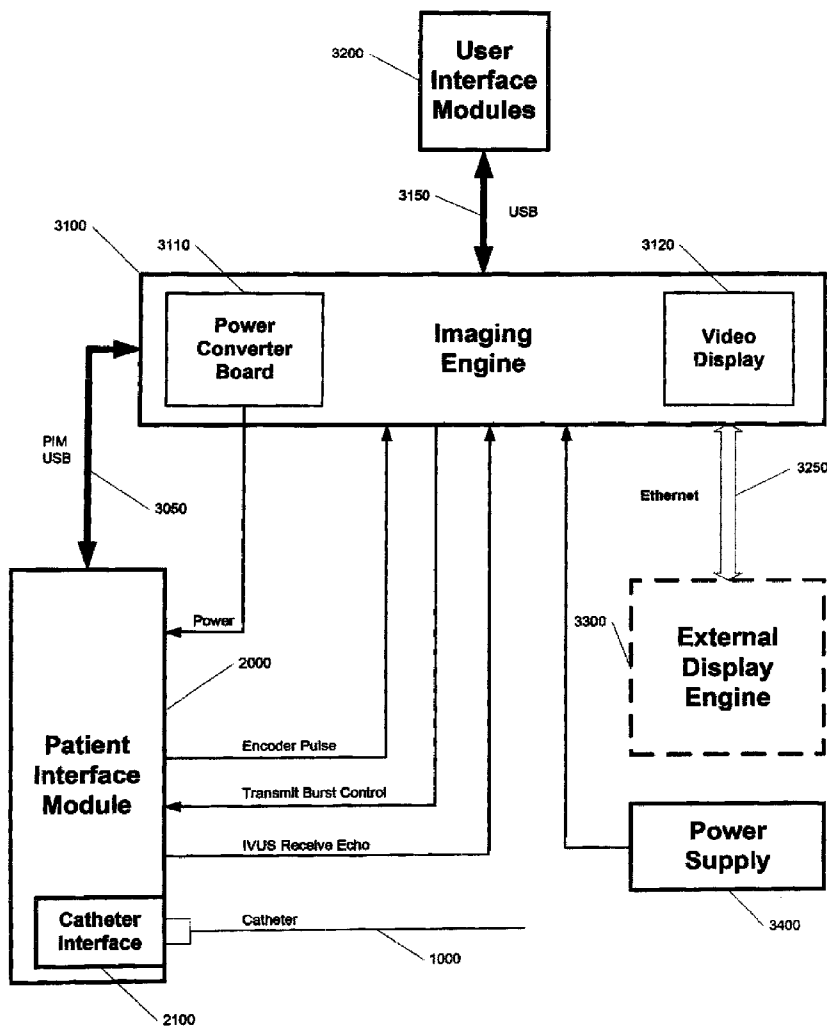 3200
User
Interface
Modules
3150
USB
3100
3110
3120
Power
Converter
Board
Imaging
Engine
Video
Display
PIM
USB
3050
Ethernet
3250
Power
2000
3300
External
Display
Engine
Patient
Interface
Module
Encoder Pulse
Transmit Burst Control
IVUS Receive Echo
Power
Supply
3400
Catheter
Interface
Catheter
1000
2100